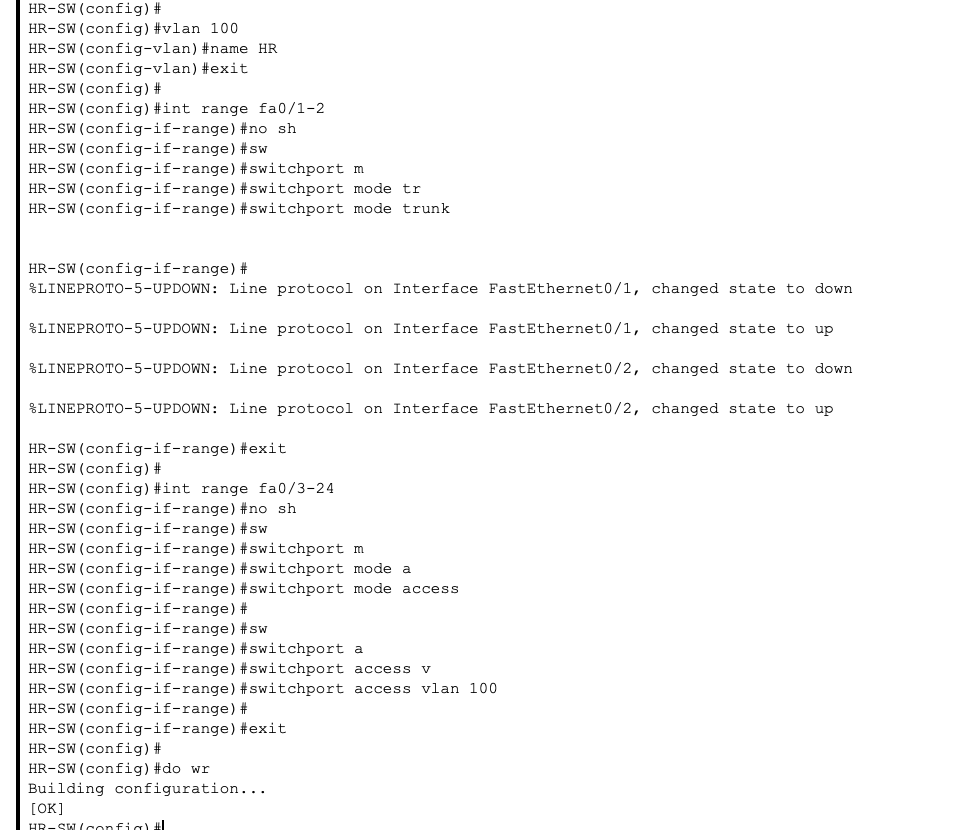 HR-SW(config)#
HR-SW(config)#vlan 100
HR-SW(config-vlan)#name HR
HR-SW(config-vlan)#exit
HR-SW(config)#
HR-SW(config)#int range fa0/1-2
HR-SW(config-if-range)#no sh
HR-SW(config-if-range)#sw
HR-SW(config-if-range)#switchport m
HR-SW(config-if-range)#switchport mode tr
HR-SW(config-if-range)#switchport mode trunk
HR-SW(config-if-range)#
%LINEPROTO-5-UPDOWN: Line protocol on Interface FastEthernet0/1, changed state to down
%LINEPROTO-5-UPDOWN: Line protocol on Interface FastEthernet0/1, changed state to up
%LINEPROTO-5-UPDOWN: Line protocol on Interface FastEthernet0/2, changed state to down
%LINEPROTO-5-UPDOWN: Line protocol on Interface FastEthernet0/2, changed state to up
HR-SW(config-if-range)#exit
HR-SW(config)#
HR-SW(config)#int range fa0/3-24
HR-SW(config-if-range)#no sh
HR-SW(config-if-range)#sw
HR-SW(config-if-range)#switchport m
HR-SW(config-if-range)#switchport mode a
HR-SW(config-if-range)#switchport mode access
HR-SW(config-if-range)#
HR-SW(config-if-range)#sw
HR-SW(config-if-range)#switchport a
HR-SW(config-if-range)#switchport access v
HR-SW(config-if-range)#switchport access vlan 100
HR-SW(config-if-range)#
HR-SW(config-if-range)#exit
HR-SW(config)#
HR-SW(config)#do wr
Building configuration...
[OK]
HR-SW(config)#